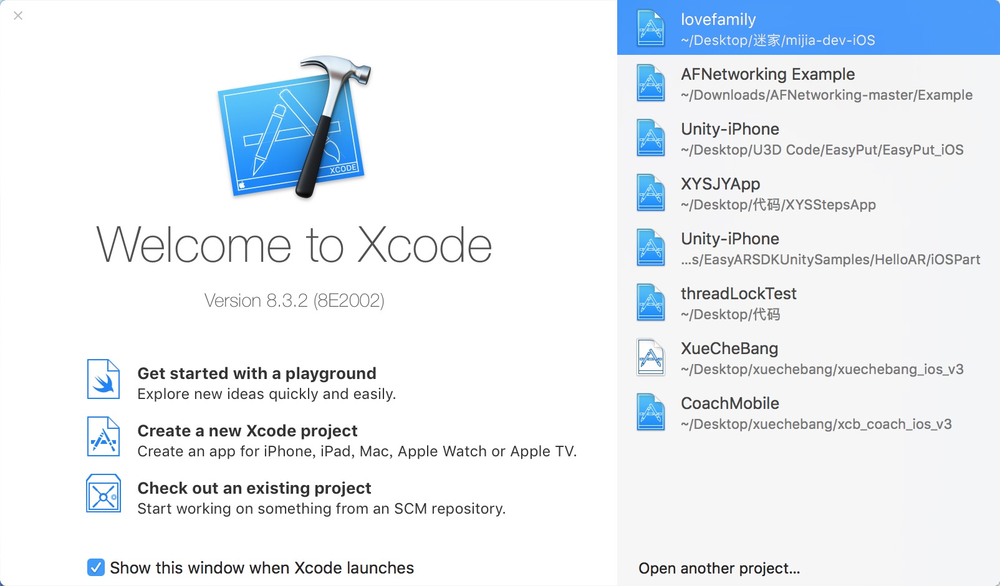 XCODE
Welcome to Xcode
Version 8.3.2 (8E2002)
Get started with a playground
Explore new ideas quickly and easily.
Create a new Xcode project
Create an app for iPhone, iPad, Mac, Apple Watch or Apple TV.
Check out an existing project
Start working on something from an SCM repository.
Show this window when Xcode launches
lovefamily
~/Desktop/迷家/mijia-dev-iOS
AFNetworking Example
~/Downloads/AFNetworking-master/Example
Unity-iPhone
~/Desktop/U3D Code/EasyPut/EasyPut_iOS
XYSJYApp
~/Desktop/代码/XYSStepsApp
Unity-iPhone
...s/EasyARSDKUnitySamples/HelloAR/iOSPart
threadLockTest
~/Desktop/代码
XueCheBang
~/Desktop/xuechebang/xuechebang_ios_v3
CoachMobile
~/Desktop/xuechebang/xcb_coach_ios_v3
Open another project...